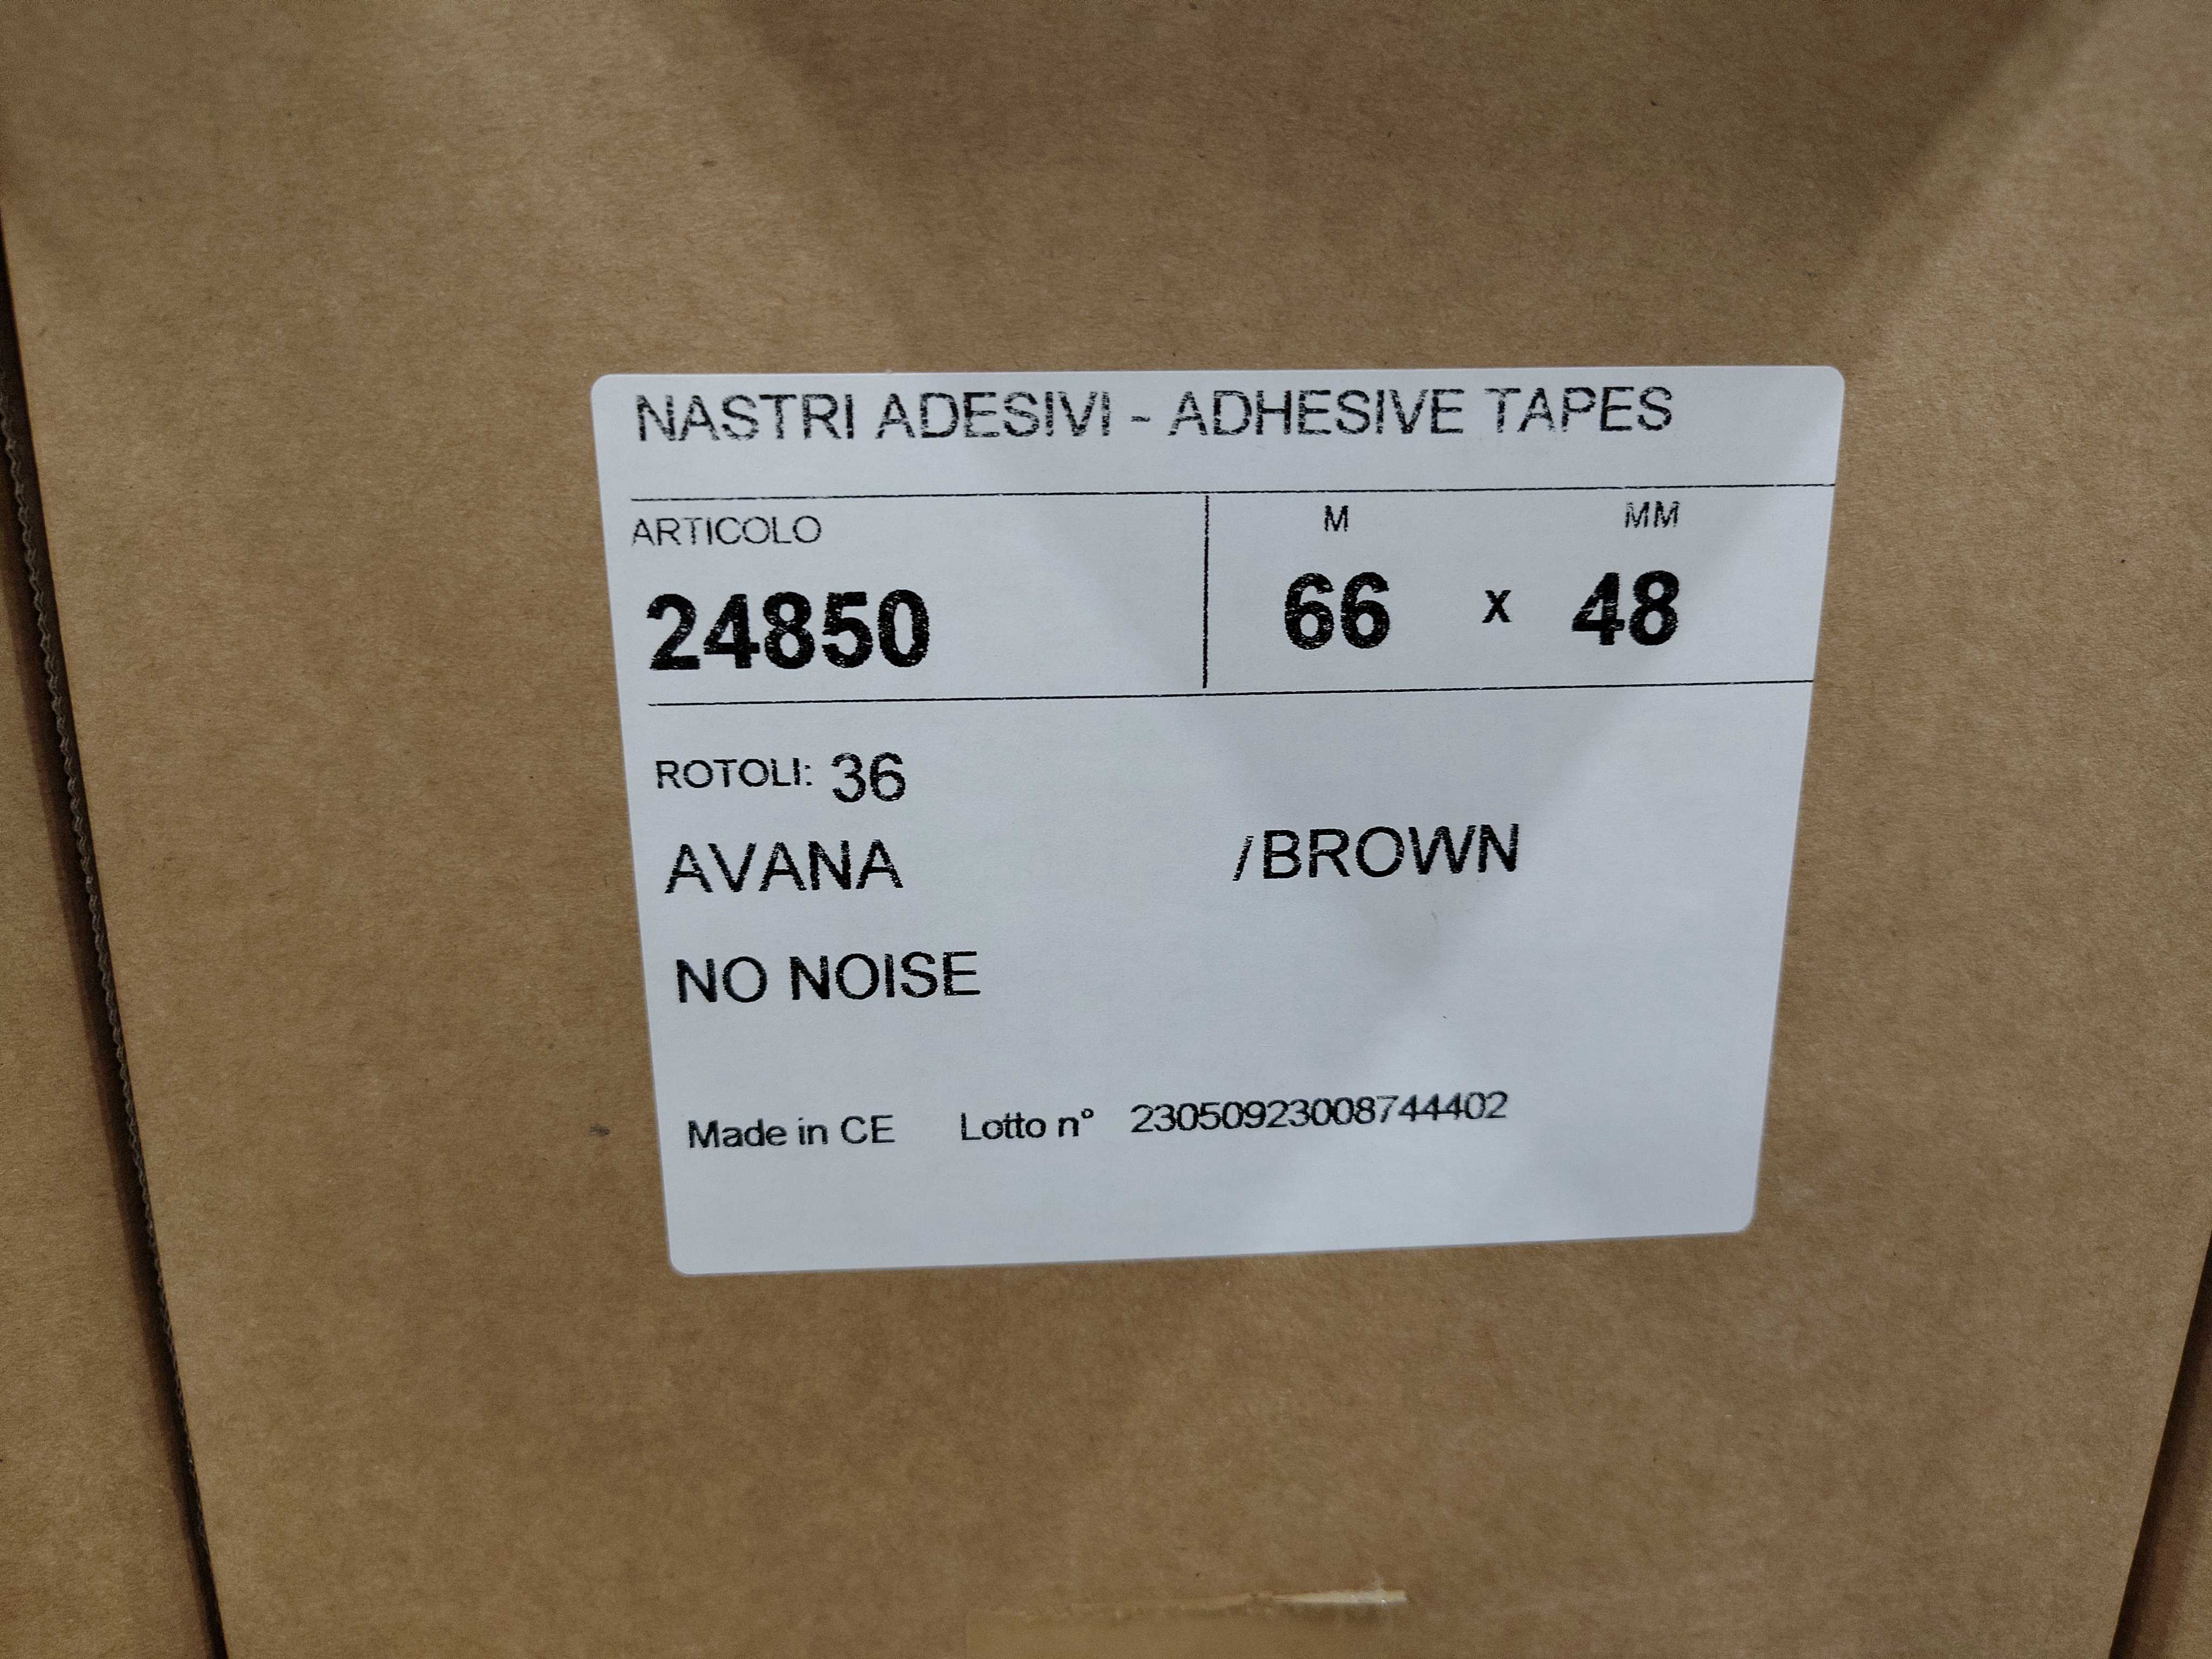 NASTRI ADESIVI - ADHESIVE TAPES
ARTICOLO M MM
24850 66 x 48
ROTOLI: 36
AVANA /BROWN
NO NOISE
Made in CE Lotto n° 23050923008744402